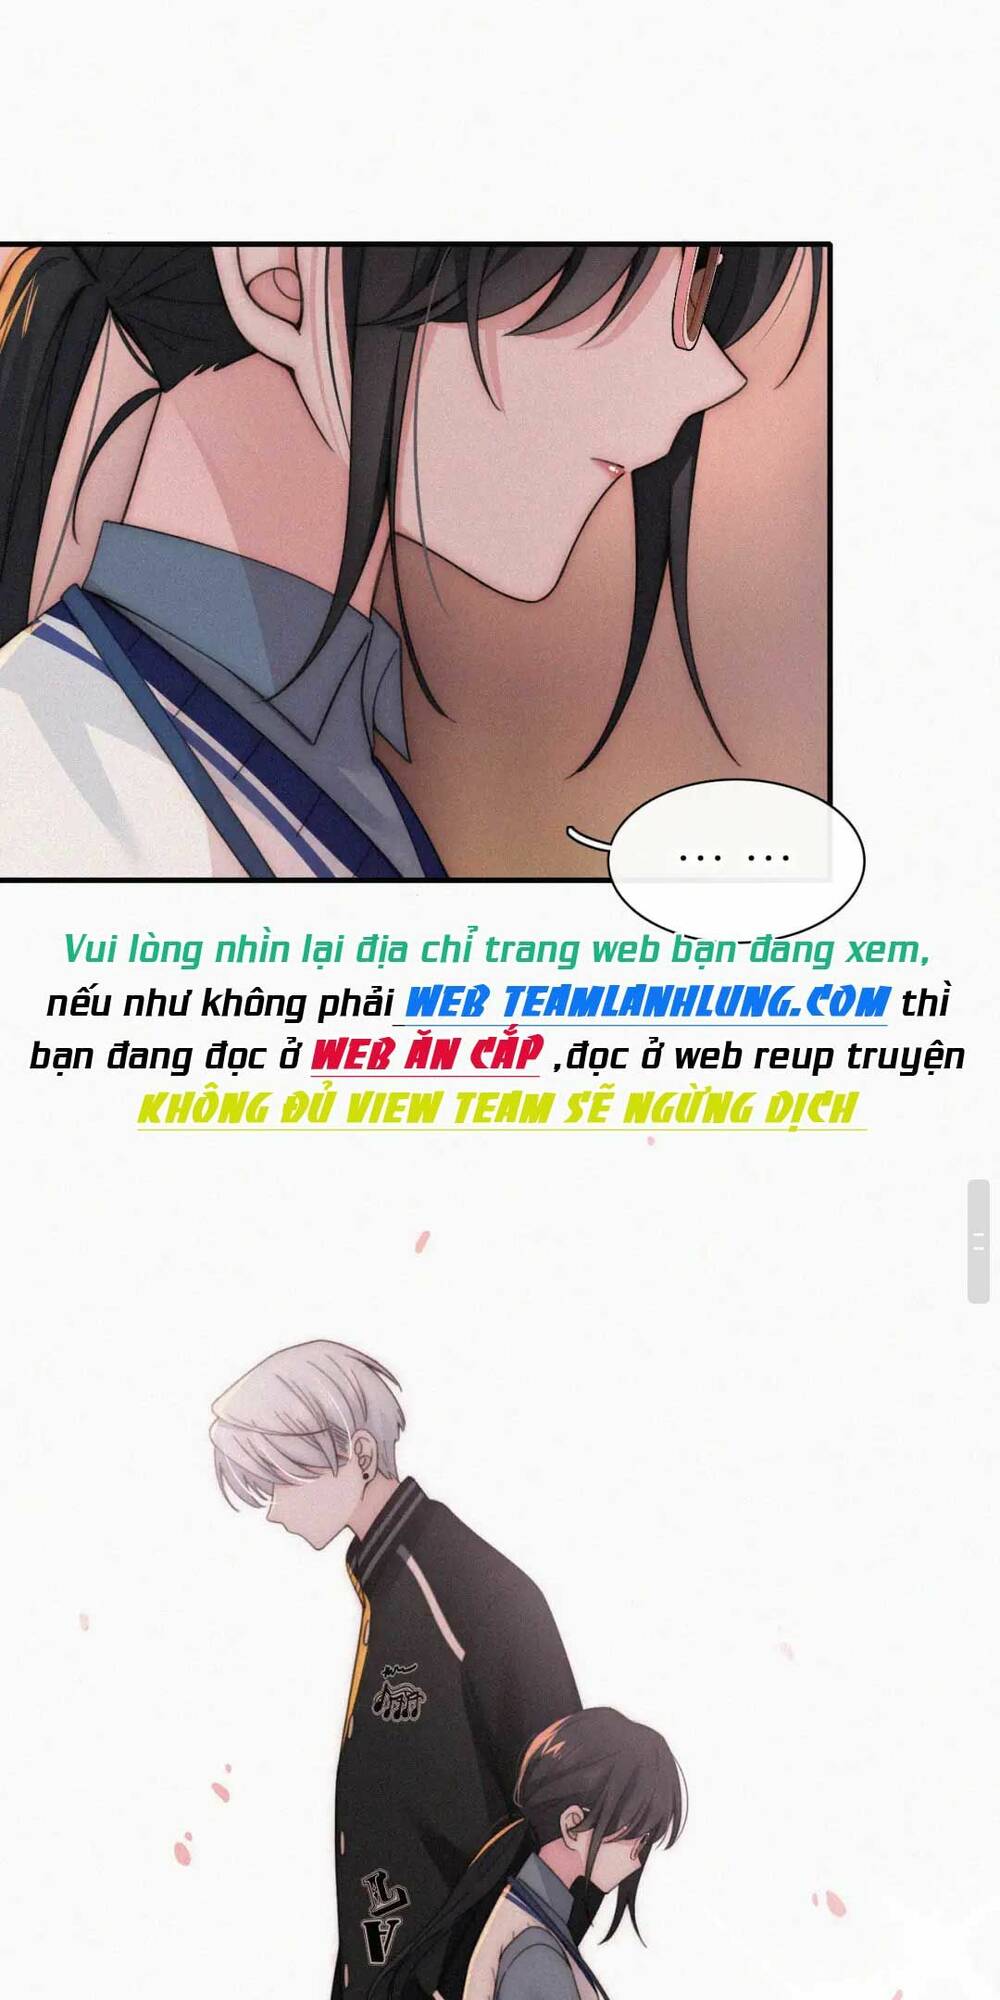 ... ...
Vui lòng nhìn lại địa chỉ trang web bạn đang xem,
nếu như không phải WEB TEAMLANHLUNG.COM thì
bạn đang đọc ở WEB ĂN CẮP ,đọc ở web reup truyện
KHÔNG ĐỦ VIEW TEAM SẼ NGỪNG DỊCH
L
A